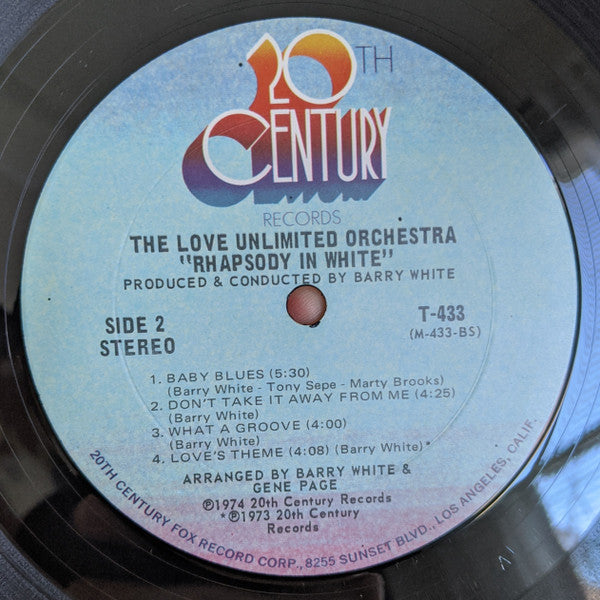 20TH
CENTURY
RECORDS
THE LOVE UNLIMITED ORCHESTRA
"RHAPSODY IN WHITE"
PRODUCED & CONDUCTED BY BARRY WHITE
SIDE 2
STEREO
T-433
(M-433-BS)
1. BABY BLUES (5:30)
(Barry White - Tony Sepe - Marty Brooks)
2. DON'T TAKE IT AWAY FROM ME (4:25)
(Barry White)
3. WHAT A GROOVE (4:00)
(Barry White)
4. LOVE'S THEME (4:08) (Barry White)*
ARRANGED BY BARRY WHITE &
GENE PAGE
℗1974 20th Century Records
*℗1973 20th Century
Records
20TH CENTURY FOX RECORD CORP., 8255 SUNSET BLVD., LOS ANGELES, CALIF.